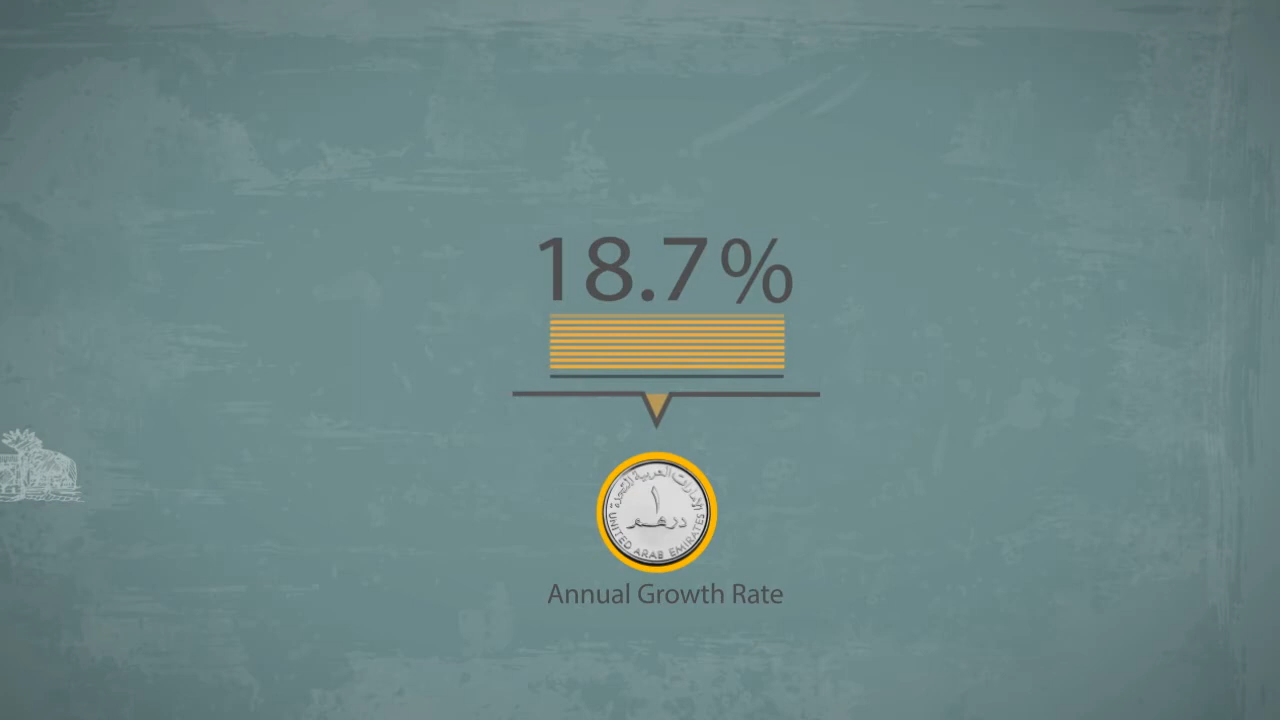 18.7%
الإمارات العربية المتحدة
١
درهم
UNITED ARAB EMIRATES
Annual Growth Rate